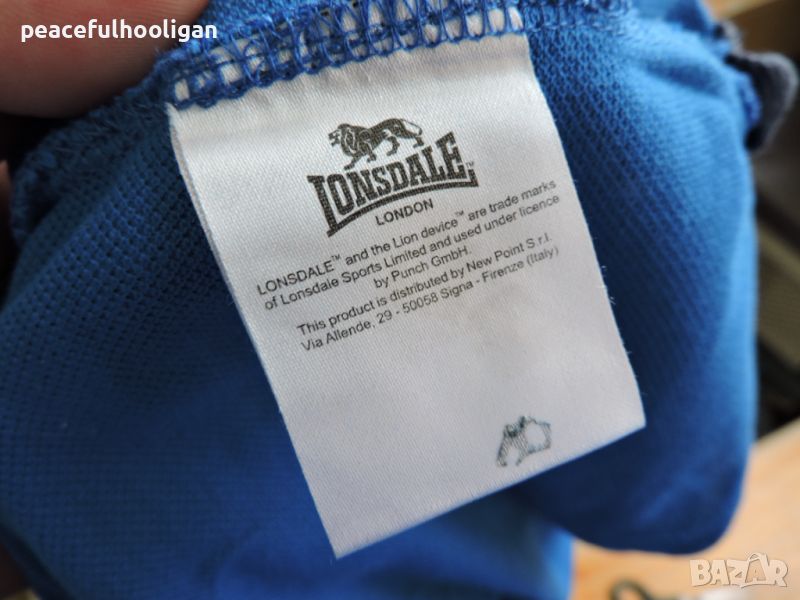 peacefulhooligan
LONSDALE™
LONDON
LONSDALE™ and the Lion device™ are trade marks
of Lonsdale Sports Limited and used under licence
by Punch GmbH.
This product is distributed by New Point S r.l.
Via Allende, 29 - 50058 Signa - Firenze (Italy)
BAZAR